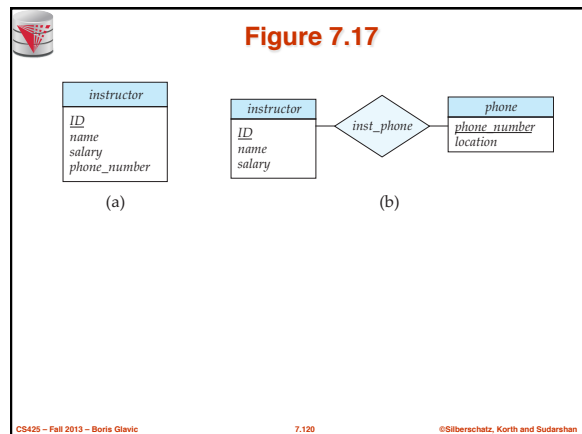 Figure 7.17
instructor
ID
name
salary
phone_number
(a)
instructor
ID
name
salary
inst_phone
phone
phone_number
location
(b)
CS425 – Fall 2013 – Boris Glavic
7.120
©Silberschatz, Korth and Sudarshan